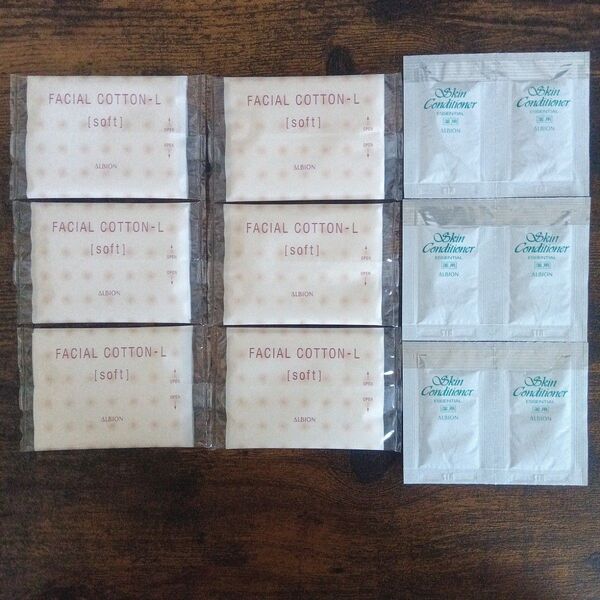 FACIAL COTTON-L
[soft]
OPEN
OPEN
ALBION
FACIAL COTTON-L
[soft]
OPEN
OPEN
ALBION
Skin
Conditioner
ESSENTIAL
薬用
ALBION
Skin
Conditioner
ESSENTIAL
薬用
ALBION
FACIAL COTTON-L
[soft]
OPEN
OPEN
ALBION
FACIAL COTTON-L
[soft]
OPEN
OPEN
ALBION
Skin
Conditioner
ESSENTIAL
薬用
ALBION
Skin
Conditioner
ESSENTIAL
薬用
ALBION
FACIAL COTTON-L
[soft]
OPEN
OPEN
ALBION
FACIAL COTTON-L
[soft]
OPEN
OPEN
ALBION
Skin
Conditioner
ESSENTIAL
薬用
ALBION
Skin
Conditioner
ESSENTIAL
薬用
ALBION